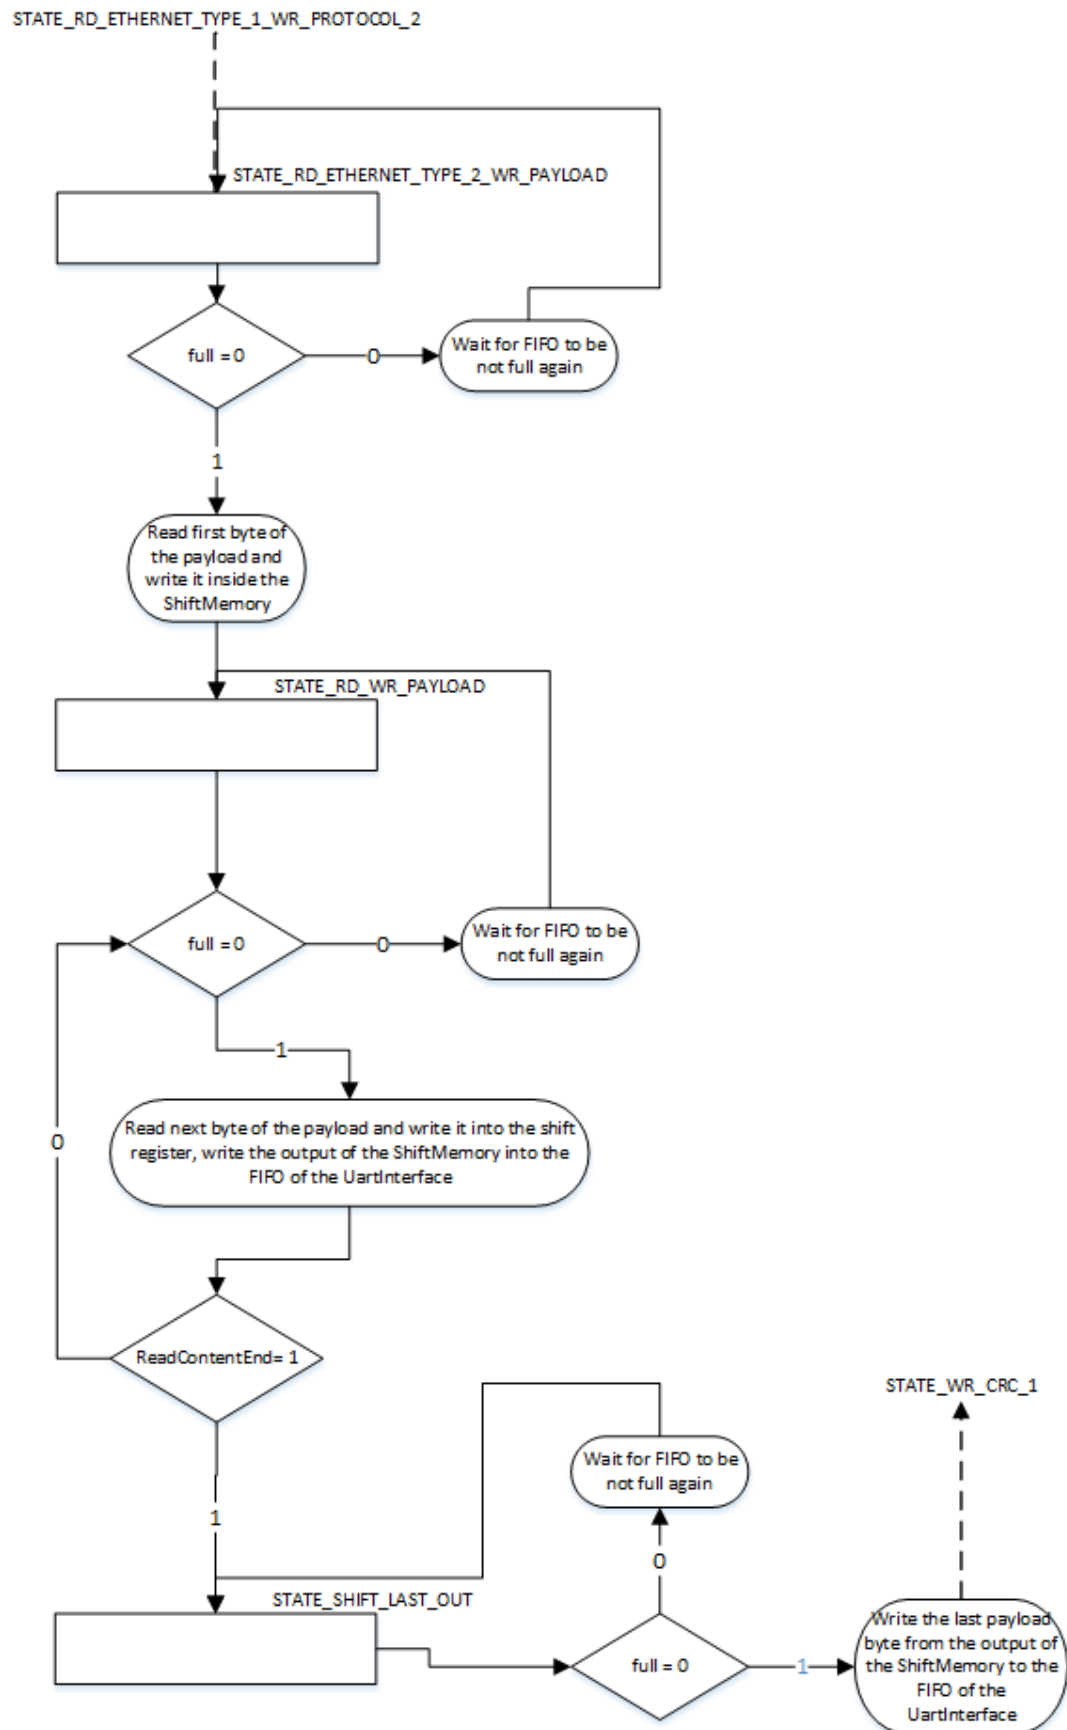 STATE_RD_ETHERNET_TYPE_1_WR_PROTOCOL_2
STATE_RD_ETHERNET_TYPE_2_WR_PAYLOAD
full = 0
0
Wait for FIFO to be
not full again
1
Read first byte of
the payload and
write it inside the
ShiftMemory
STATE_RD_WR_PAYLOAD
full = 0
0
Wait for FIFO to be
not full again
1
0
Read next byte of the payload and write it into the shift
register, write the output of the ShiftMemory into the
FIFO of the UartInterface
ReadContentEnd= 1
1
STATE_WR_CRC_1
Wait for FIFO to be
not full again
0
STATE_SHIFT_LAST_OUT
full = 0
1
Write the last payload
byte from the output of
the ShiftMemory to the
FIFO of the
UartInterface